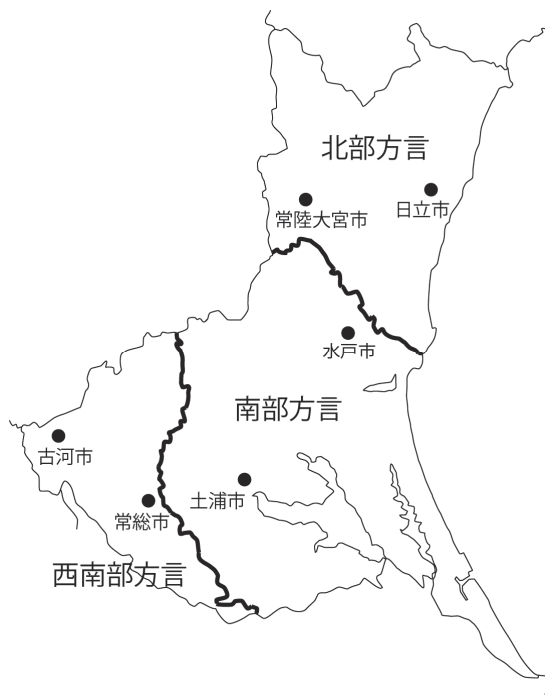 北部方言
日立市
常陸大宮市
水戸市
南部方言
古河市
土浦市
常総市
西南部方言